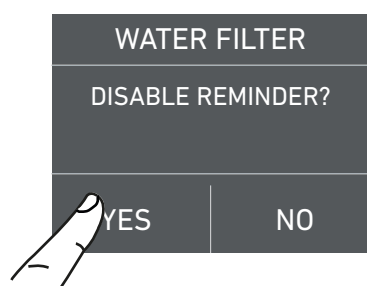 WATER FILTER
DISABLE REMINDER?
YES NO